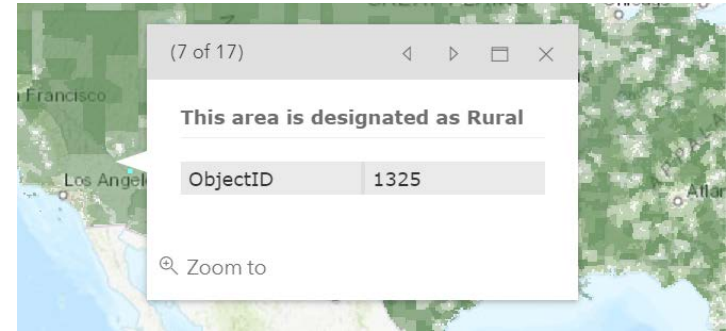 (7 of 17)
This area is designated as Rural
ObjectID 1325
Zoom to
Francisco
Los Angel
Atlan